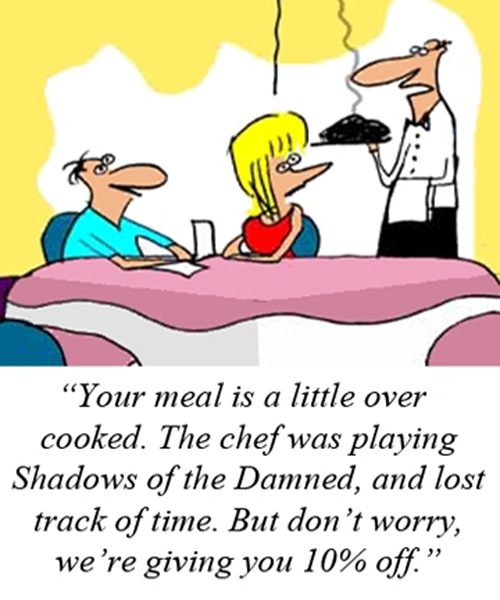 “Your meal is a little over
cooked. The chef was playing
Shadows of the Damned, and lost
track of time. But don’t worry,
we’re giving you 10% off.”